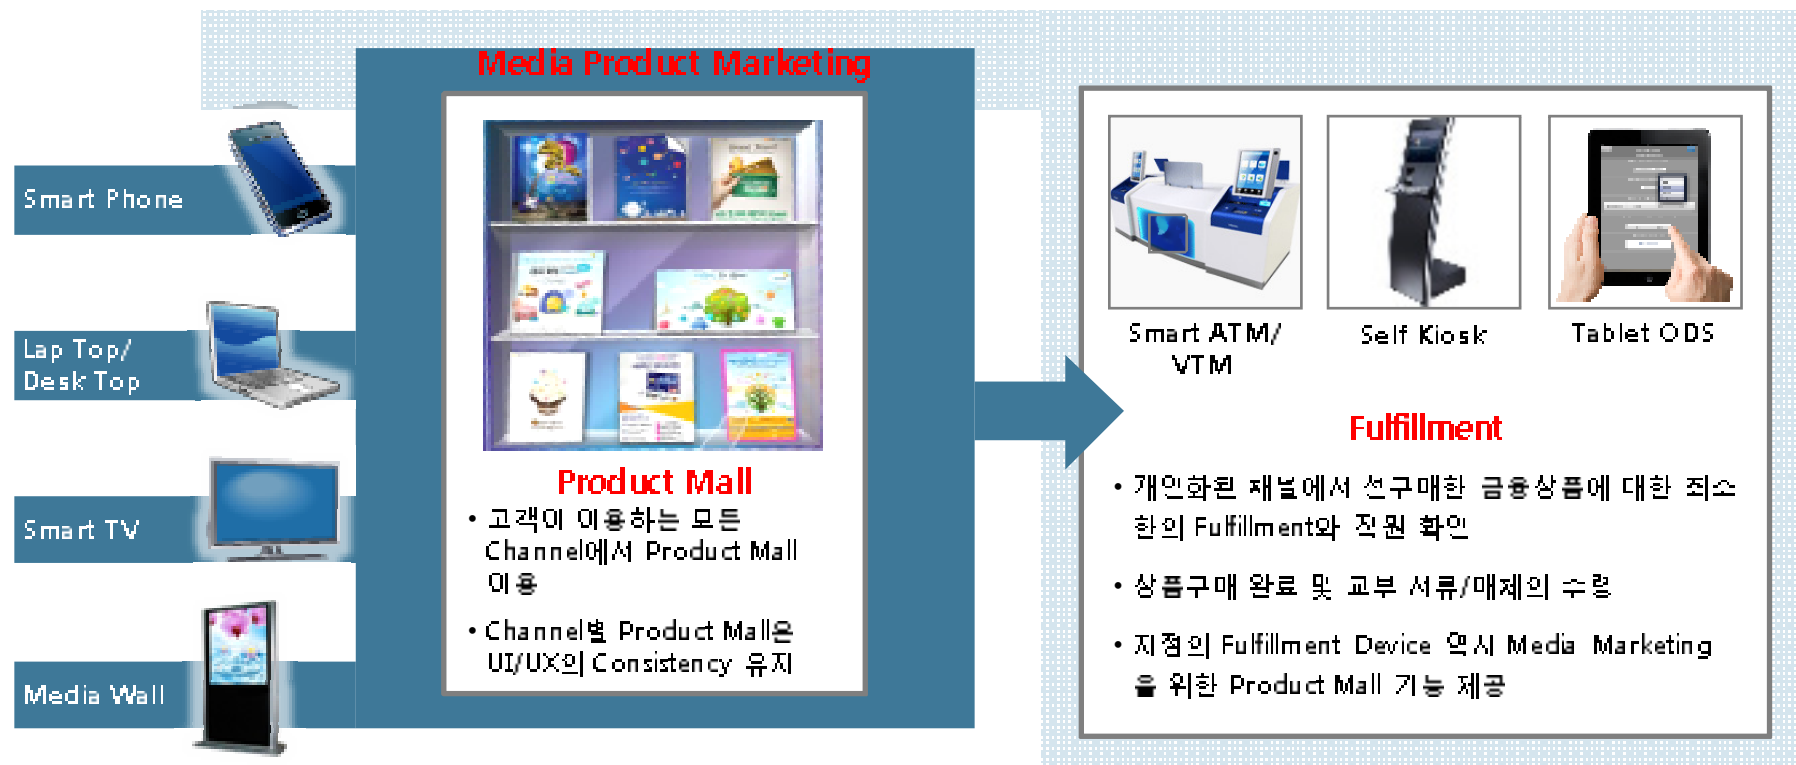 Media Product Marketing
Smart Phone
Lap Top/
Desk Top
Smart TV
Media Wall
Product Mall
• 고객이 이용하는 모든
Channel에서 Product Mall
이용
• Channel별 Product Mall은
UI/UX의 Consistency 유지
Smart ATM/
VTM
Self Kiosk
Tablet ODS
Fulfillment
• 개인화된 채널에서 선구매한 금융상품에 대한 최소
한의 Fulfillment와 직원 확인
• 상품구매 완료 및 교부 서류/매체의 수령
• 지점의 Fulfillment Device 역시 Media Marketing
을 위한 Product Mall 기능 제공